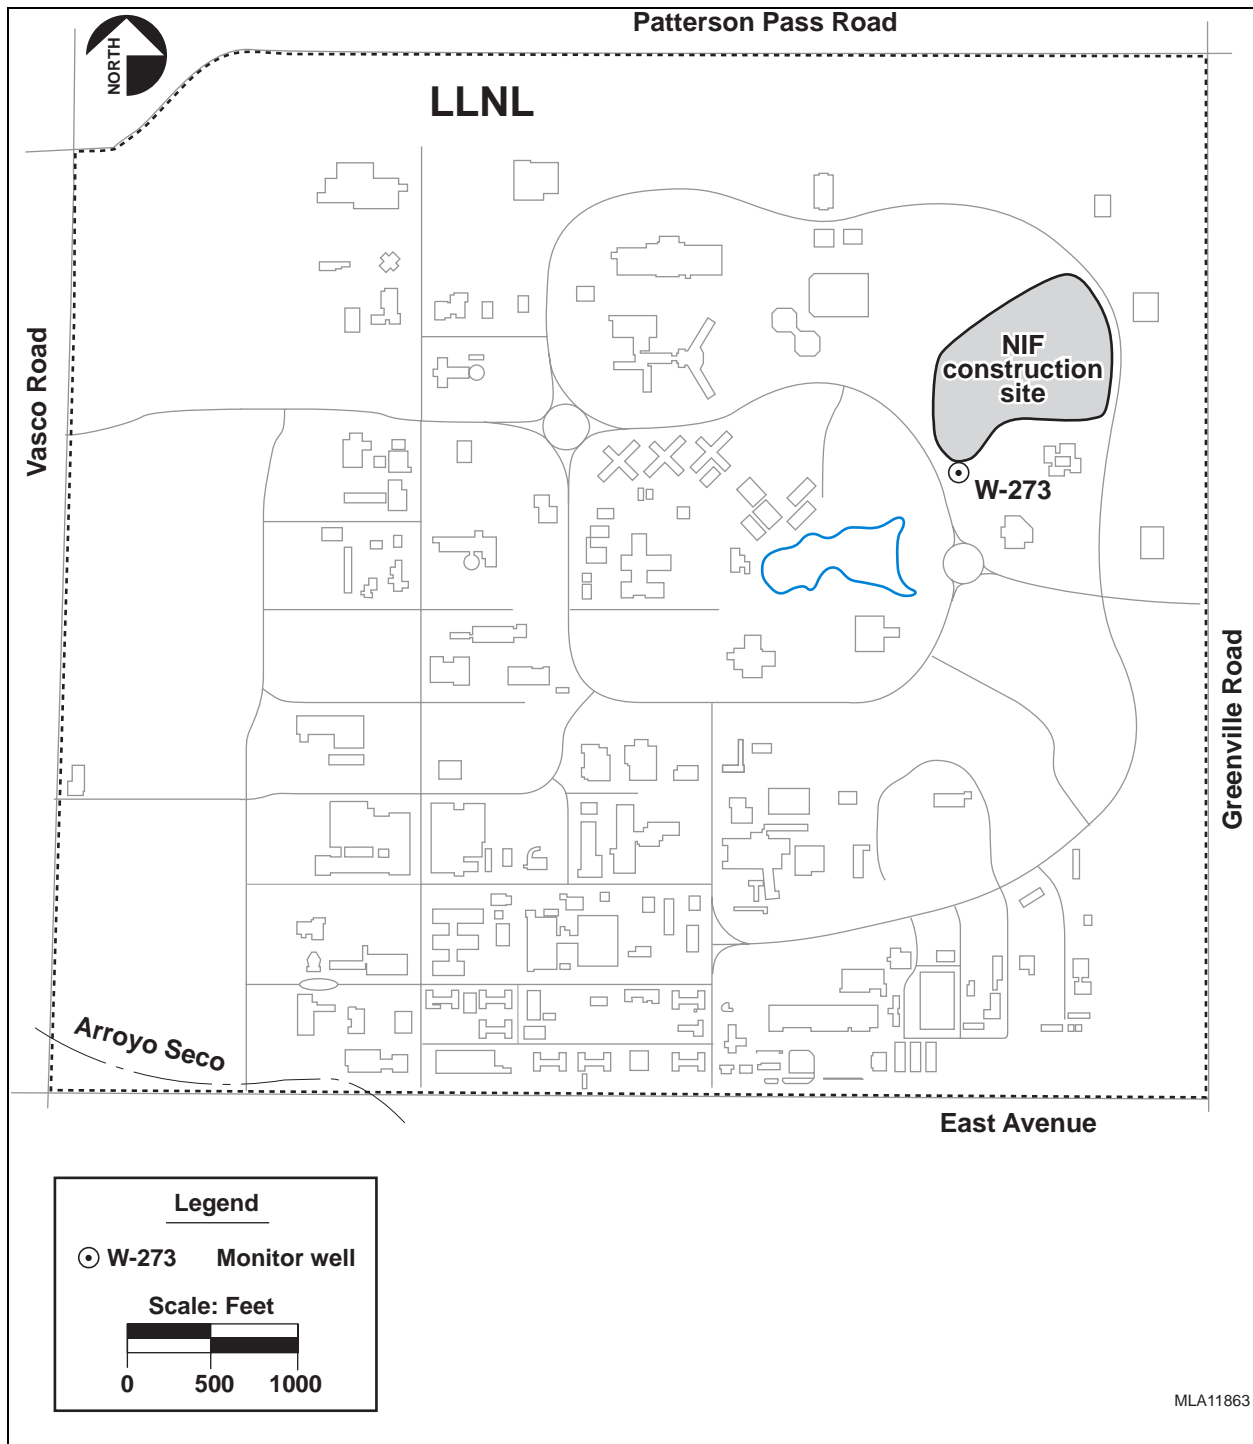 Patterson Pass Road
NORTH
LLNL
Vasco Road
NIF
construction
site
W-273
Greenville Road
Arroyo Seco
East Avenue
Legend
W-273 Monitor well
Scale: Feet
0 500 1000
MLA11863